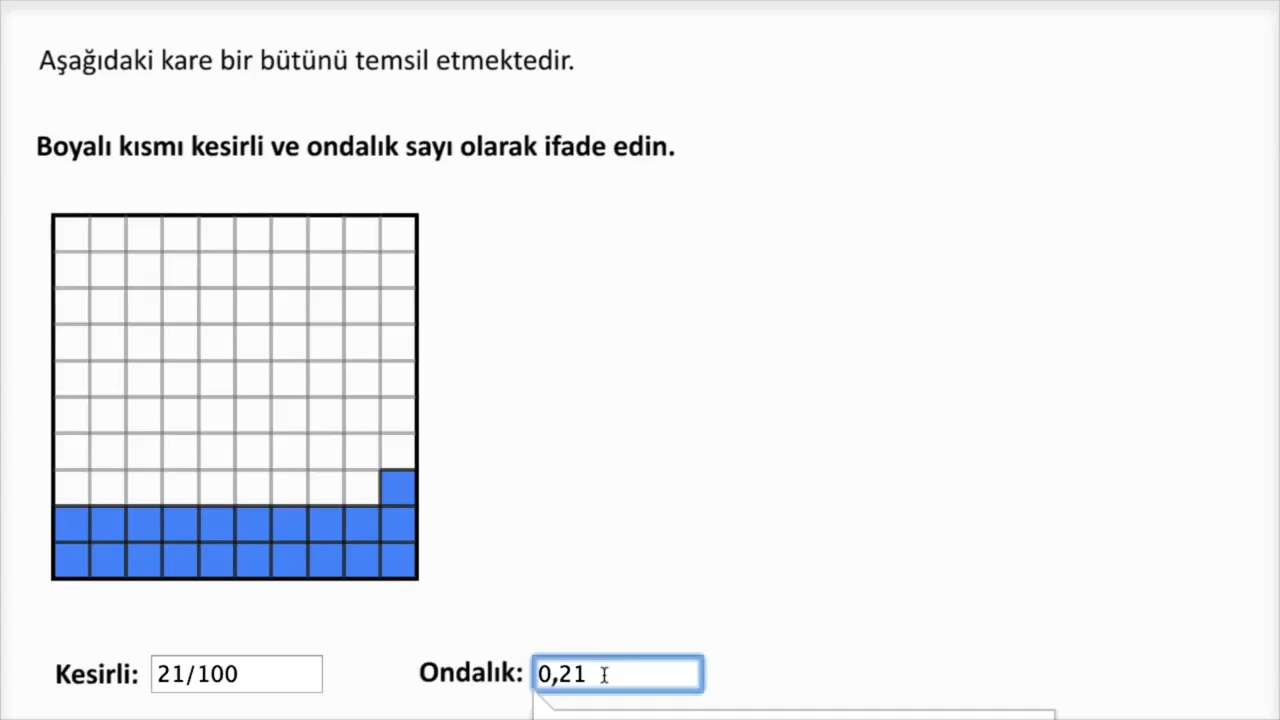 Aşağıdaki kare bir bütünü temsil etmektedir.
Boyalı kısmı kesirli ve ondalık sayı olarak ifade edin.
Kesirli: 21/100 Ondalık: 0,21